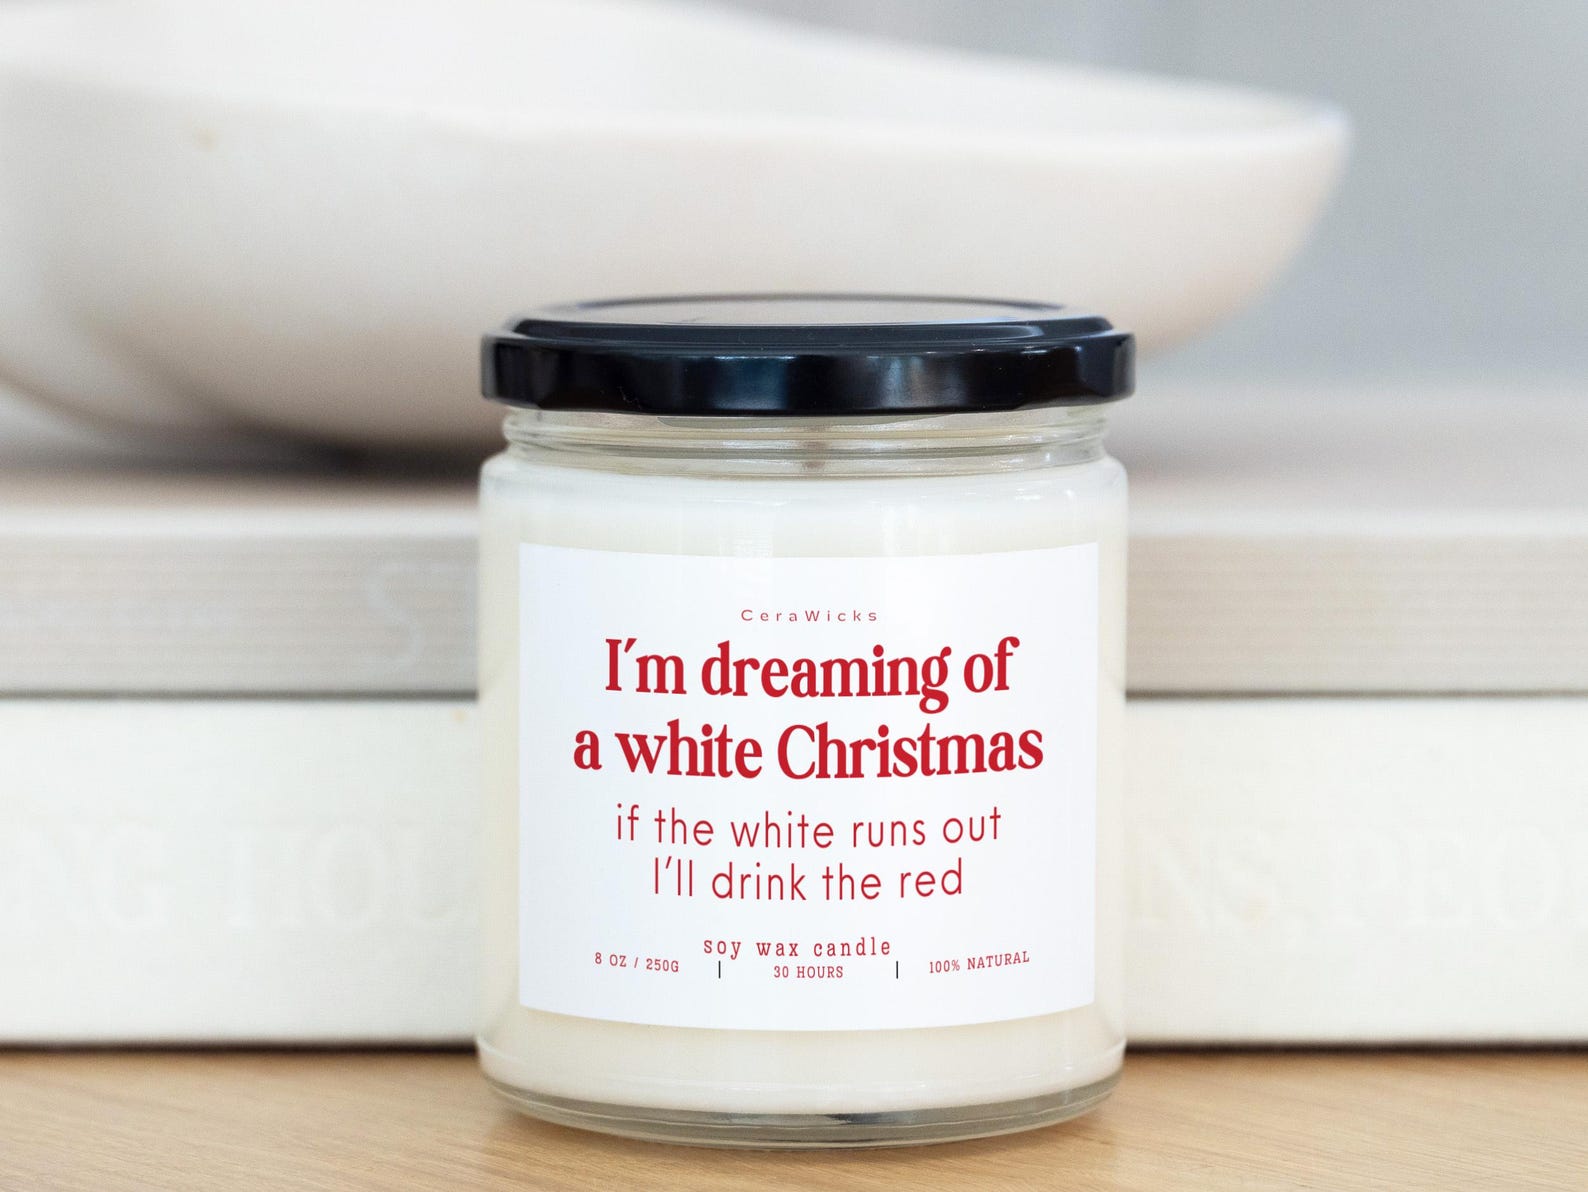 CeraWicks
I'm dreaming of
a white Christmas
if the white runs out
I'll drink the red
soy wax candle
8 OZ / 250G | 30 HOURS | 100% NATURAL